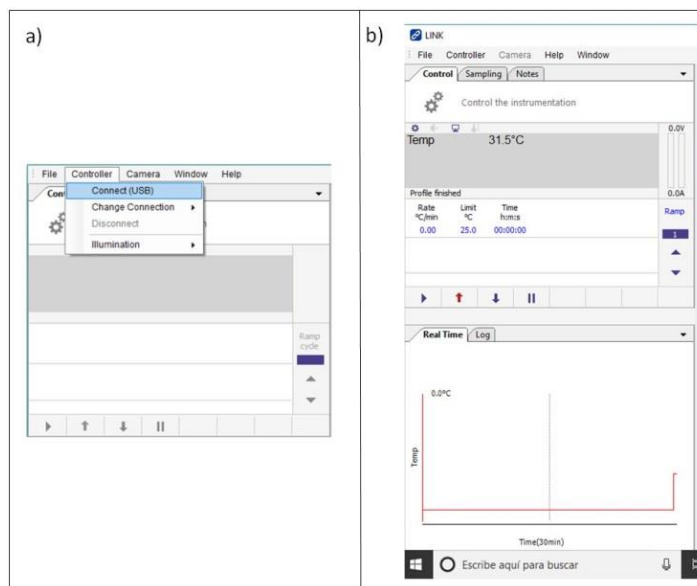 a)
File Controller Camera Window Help
Connect (USB)
Change Connection
Disconnect
Illumination
Ramp
cycle
b)
LINK
File Controller Camera Help Window
Control Sampling Notes
Control the instrumentation
Temp 31.5°C
0.0V
0.0A
Profile finished
Rate Limit Time
°C/min °C h:m:s
0.00 25.0 00:00:00
Ramp
1
Real Time Log
0.0°C
Temp
Time(30min)
Escribe aquí para buscar